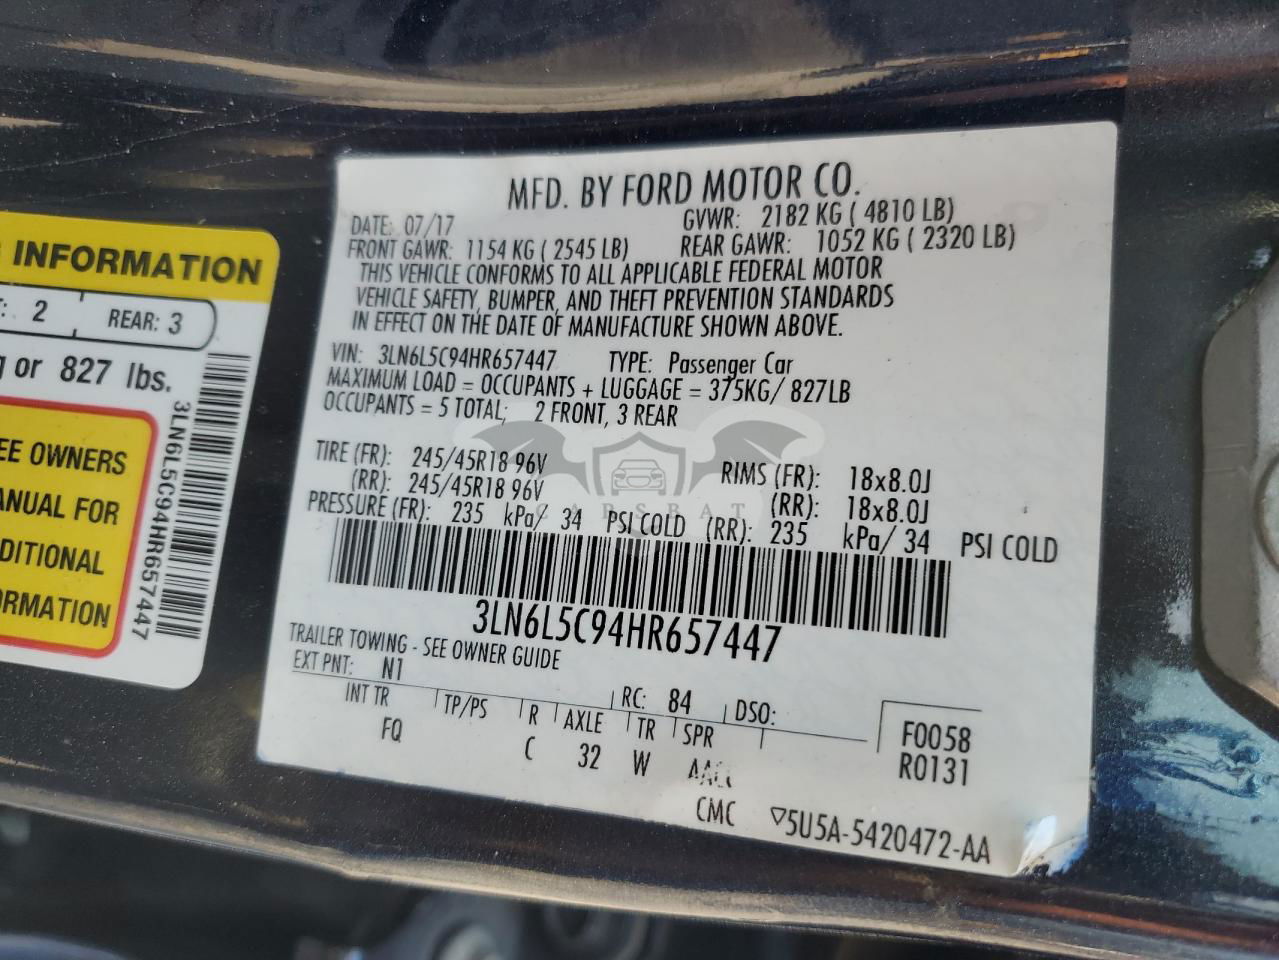 MFD. BY FORD MOTOR CO.
DATE: 07/17 GVWR: 2182 KG ( 4810 LB)
FRONT GAWR: 1154 KG ( 2545 LB) REAR GAWR: 1052 KG ( 2320 LB)
THIS VEHICLE CONFORMS TO ALL APPLICABLE FEDERAL MOTOR
VEHICLE SAFETY, BUMPER, AND THEFT PREVENTION STANDARDS
IN EFFECT ON THE DATE OF MANUFACTURE SHOWN ABOVE.
VIN: 3LN6L5C94HR657447 TYPE: Passenger Car
MAXIMUM LOAD = OCCUPANTS + LUGGAGE = 375KG/ 827LB
OCCUPANTS = 5 TOTAL; 2 FRONT, 3 REAR
TIRE (FR): 245/45R18 96V RIMS (FR): 18x8.0J
(RR): 245/45R18 96V (RR): 18x8.0J
PRESSURE (FR): 235 kPa/ 34 PSI COLD (RR): 235 kPa/ 34 PSI COLD
3LN6L5C94HR657447
TRAILER TOWING - SEE OWNER GUIDE
EXT PNT: N1 RC: 84 DSO:
INT TR TP/PS R AXLE TR SPR F0058
FQ C 32 W R0131
CMC ▽5U5A-5420472-AA
INFORMATION
2 REAR: 3
or 827 lbs.
OWNERS
FOR
3LN6L5C94HR657447
CARSBAT